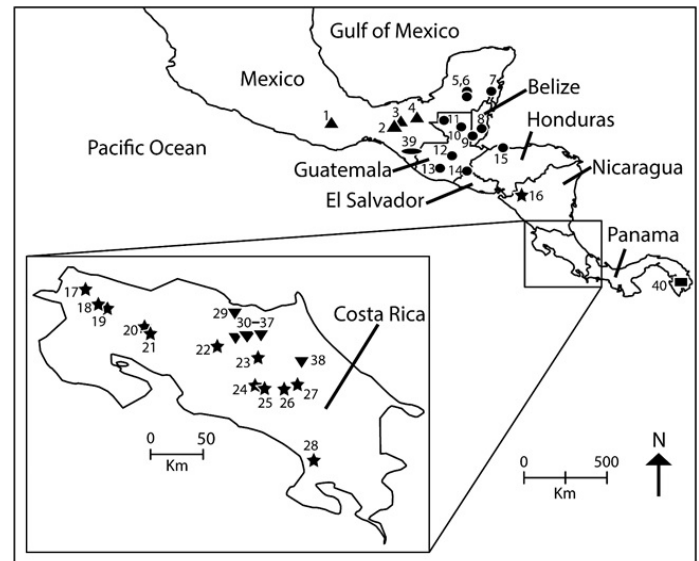 Gulf of Mexico
Mexico
5,6
7
Belize
1
3
4
2
11
8
Honduras
10
9
Pacific Ocean
39
12
15
Guatemala
13
14
Nicaragua
El Salvador
16
Panama
40
17
18
19
29
30–37
Costa Rica
20
21
22
23
38
24
25
26
27
28
0 50
Km
N
0 500
Km